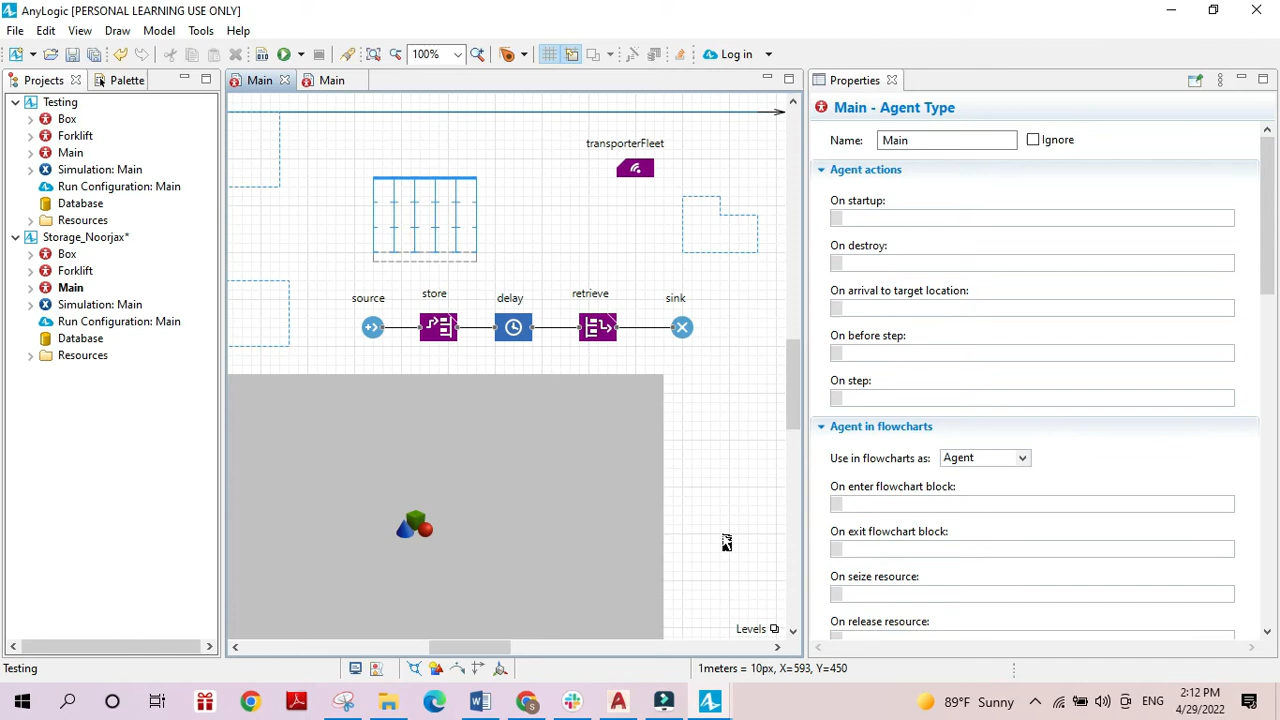 AnyLogic [PERSONAL LEARNING USE ONLY]
File Edit View Draw Model Tools Help
100% Log in
Projects Palette Main Main Properties
Testing
Box
Forklift
Main
Simulation: Main
Run Configuration: Main
Database
Resources
Storage_Noorjax*
Box
Forklift
Main
Simulation: Main
Run Configuration: Main
Database
Resources
transporterFleet
source store delay retrieve sink
Levels
Main - Agent Type
Name: Main Ignore
Agent actions
On startup:
On destroy:
On arrival to target location:
On before step:
On step:
Agent in flowcharts
Use in flowcharts as: Agent
On enter flowchart block:
On exit flowchart block:
On seize resource:
On release resource:
Testing 1meters = 10px, X=593, Y=450
89°F Sunny ENG 2:12 PM
4/29/2022